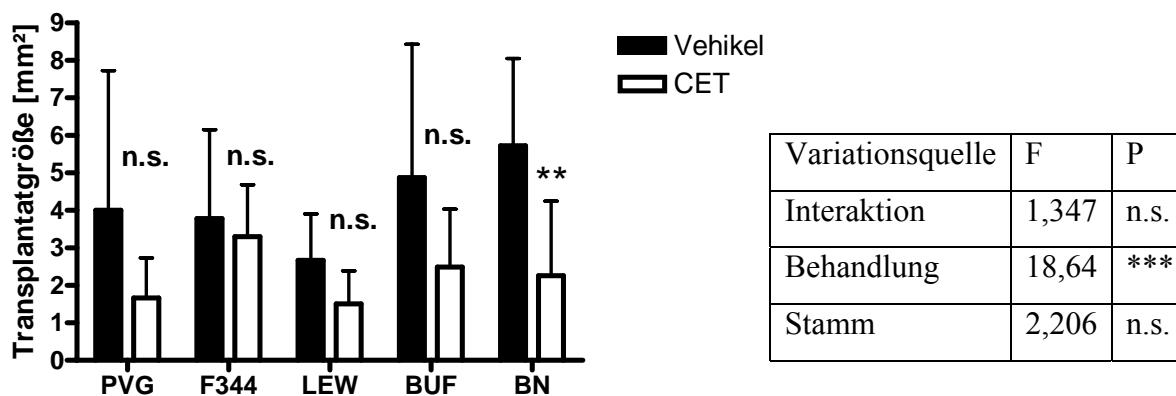 Transplantatgröße [mm²]
9
8
7
6
5
4
3
2
1
0
n.s.
n.s.
n.s.
n.s.
**
PVG
F344
LEW
BUF
BN
Vehikel
CET
Variationsquelle F P
Interaktion 1,347 n.s.
Behandlung 18,64 ***
Stamm 2,206 n.s.